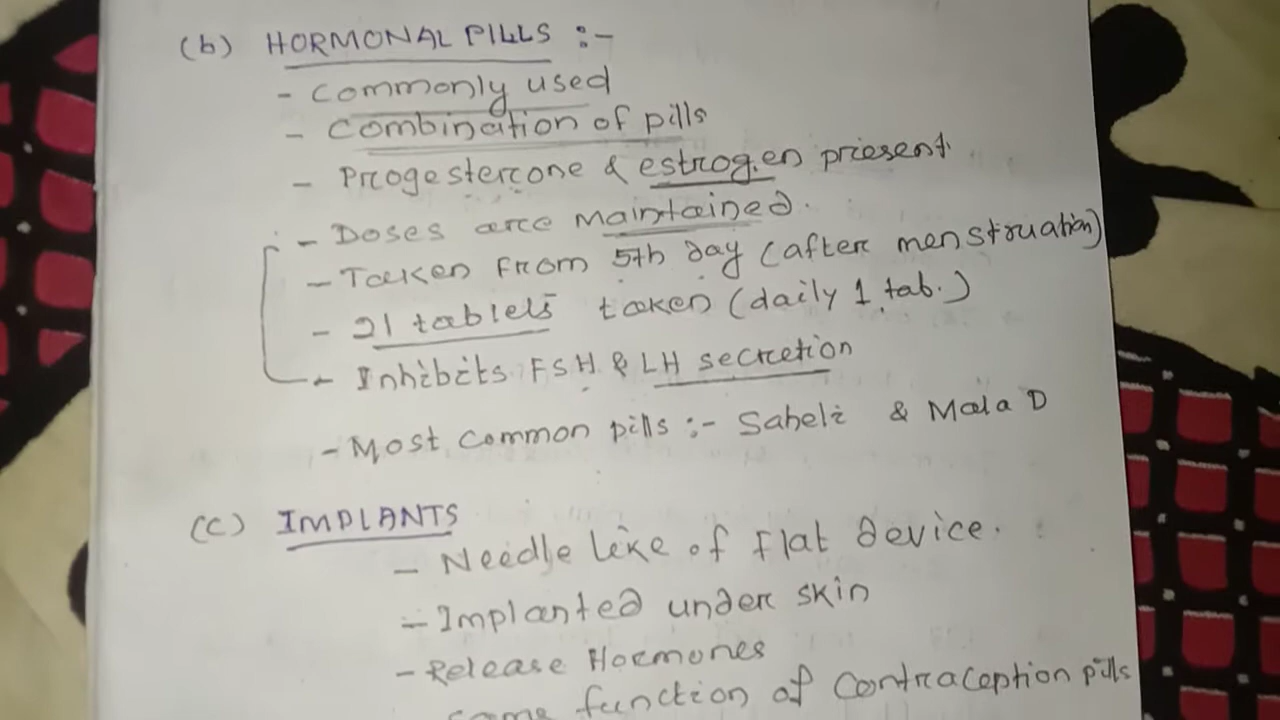 (b) HORMONAL PILLS :-
- Commonly used
- Combination of pills
- Progesterone & estrogen present.
- Doses are maintained.
- Taken From 5th day (after menstruation)
- 21 tablets taken (daily 1 tab.)
- Inhibits FSH & LH secretion
- Most common pills :- Saheli & Mala D
(c) IMPLANTS
- Needle like of Flat device.
- Implanted under skin
- Release Hormones
same function of contraception pills